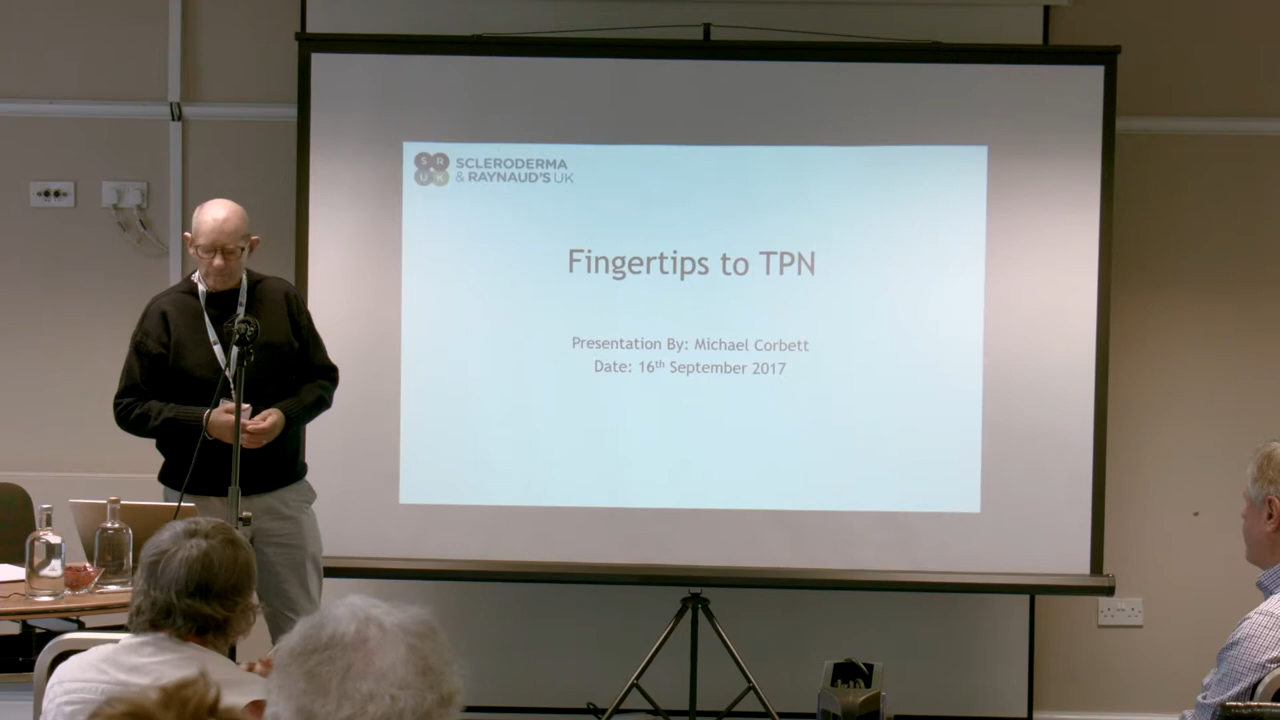 S R
U K
SCLERODERMA
& RAYNAUD'S UK
Fingertips to TPN
Presentation By: Michael Corbett
Date: 16th September 2017